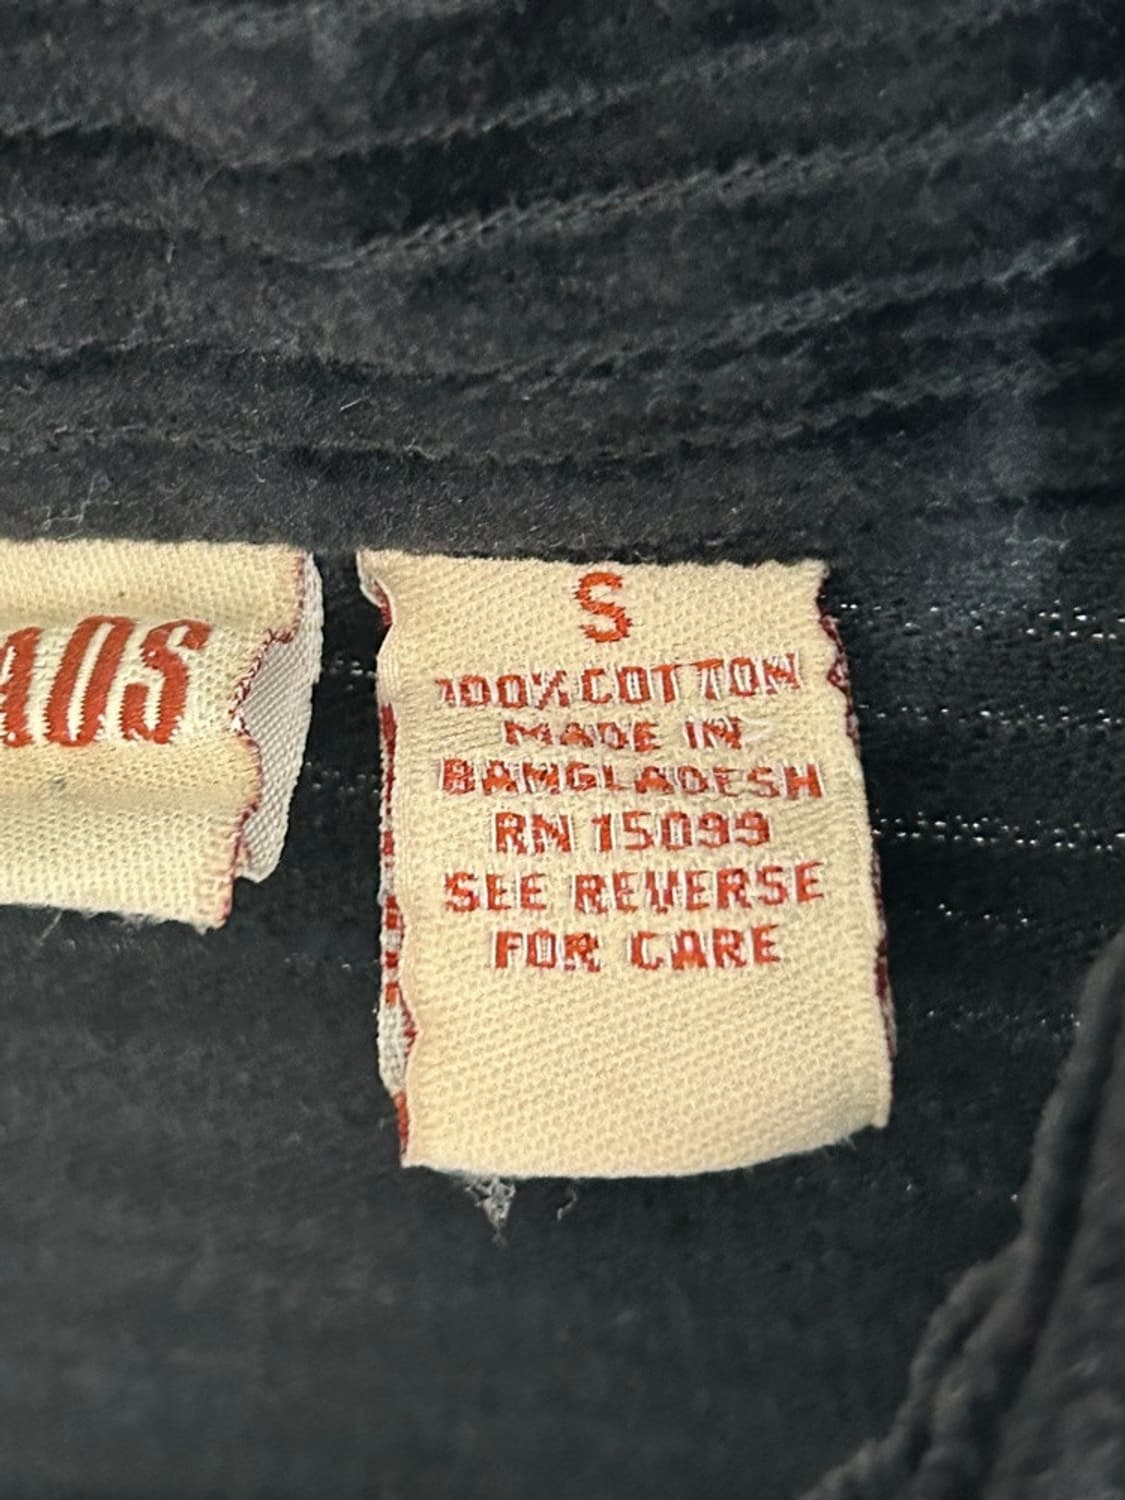 AOS
S
100% COTTON
MADE IN
BANGLADESH
RN 15099
SEE REVERSE
FOR CARE